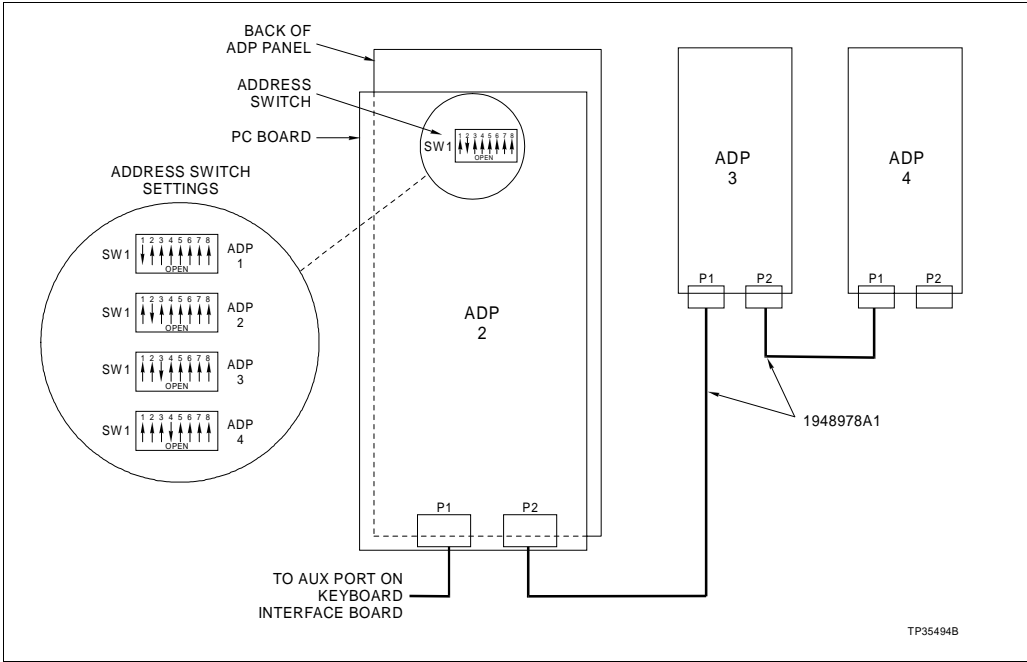 BACK OF
ADP PANEL
ADDRESS
SWITCH
PC BOARD
SW1
1 2 3 4 5 6 7 8
OPEN
ADDRESS SWITCH
SETTINGS
SW1
1 2 3 4 5 6 7 8
OPEN
ADP
1
SW1
1 2 3 4 5 6 7 8
OPEN
ADP
2
SW1
1 2 3 4 5 6 7 8
OPEN
ADP
3
SW1
1 2 3 4 5 6 7 8
OPEN
ADP
4
ADP
2
P1
P2
TO AUX PORT ON
KEYBOARD
INTERFACE BOARD
ADP
3
P1
P2
ADP
4
P1
P2
1948978A1
TP35494B